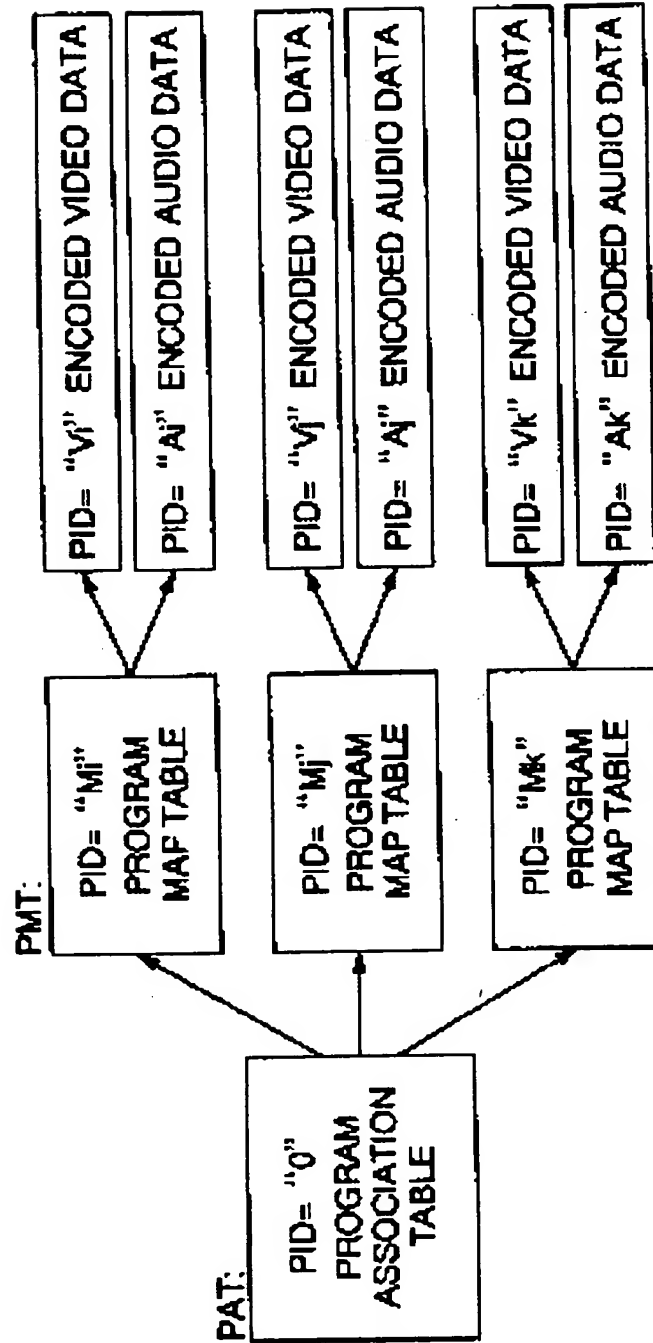 PAT:
PID= "0"
PROGRAM
ASSOCIATION
TABLE
PMT:
PID= "Mi"
PROGRAM
MAP TABLE
PID= "Mj"
PROGRAM
MAP TABLE
PID= "Mk"
PROGRAM
MAP TABLE
PID= "Vi" ENCODED VIDEO DATA
PID= "Ai" ENCODED AUDIO DATA
PID= "Vj" ENCODED VIDEO DATA
PID= "Aj" ENCODED AUDIO DATA
PID= "Vk" ENCODED VIDEO DATA
PID= "Ak" ENCODED AUDIO DATA